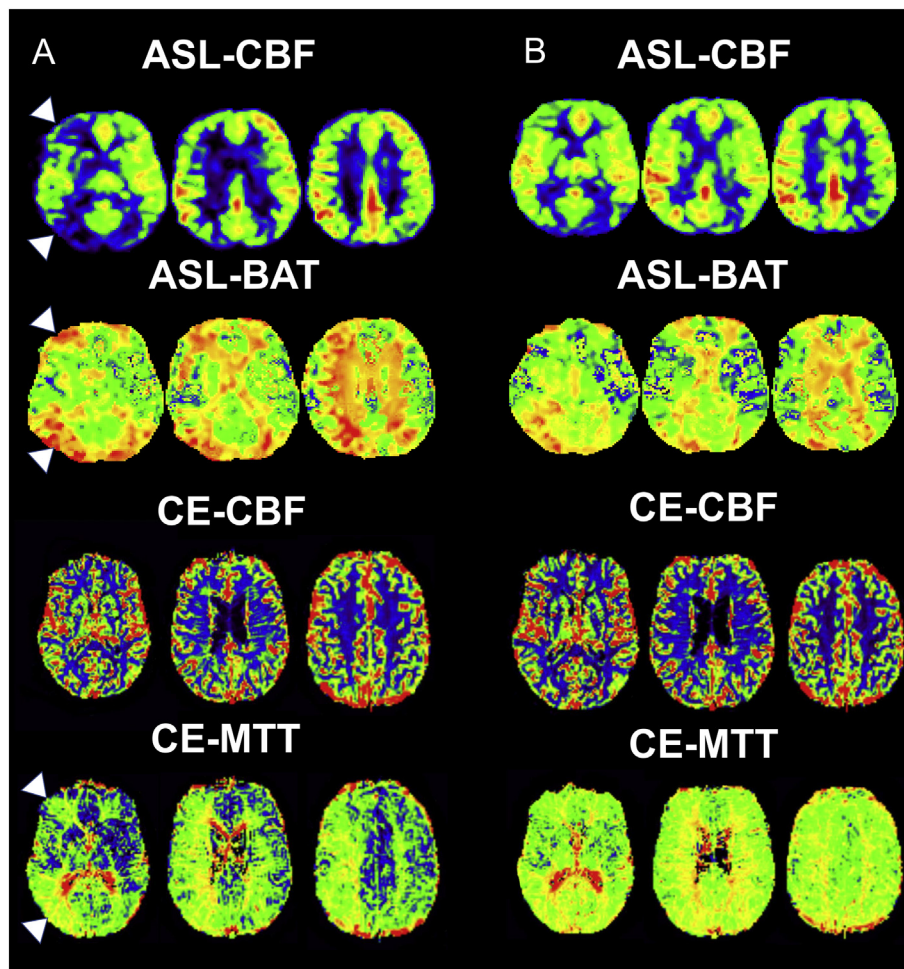 A
ASL-CBF
B
ASL-CBF
ASL-BAT
ASL-BAT
CE-CBF
CE-CBF
CE-MTT
CE-MTT